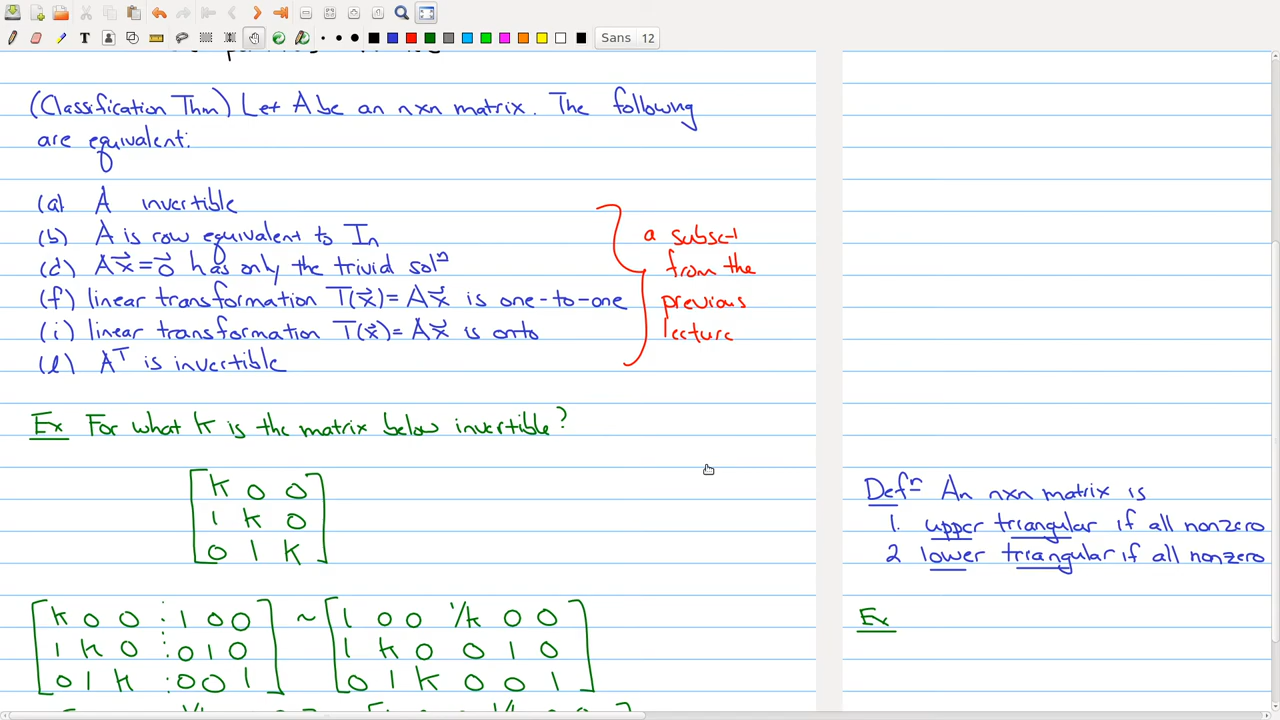 Sans 12
(Classification Thm) Let A be an nxn matrix. The following
are equivalent:
(a) A invertible
(b) A is row equivalent to In
(d) Ax⃗=0⃗ has only the trivial solⁿ
(f) linear transformation T(x⃗)=Ax⃗ is one-to-one
(i) linear transformation T(x⃗)=Ax⃗ is onto
(l) Aᵀ is invertible
a subset
from the
previous
lecture
Ex For what k is the matrix below invertible?
[k 0 0
1 k 0
0 1 k]
[k 0 0 ⋮ 1 0 0 ] ~ [1 0 0 1/k 0 0
1 k 0 ⋮ 0 1 0 1 k 0 0 1 0
0 1 k ⋮ 0 0 1 ] 0 1 k 0 0 1]
Defⁿ An nxn matrix is
1. upper triangular if all nonzero
2 lower triangular if all nonzero
Ex